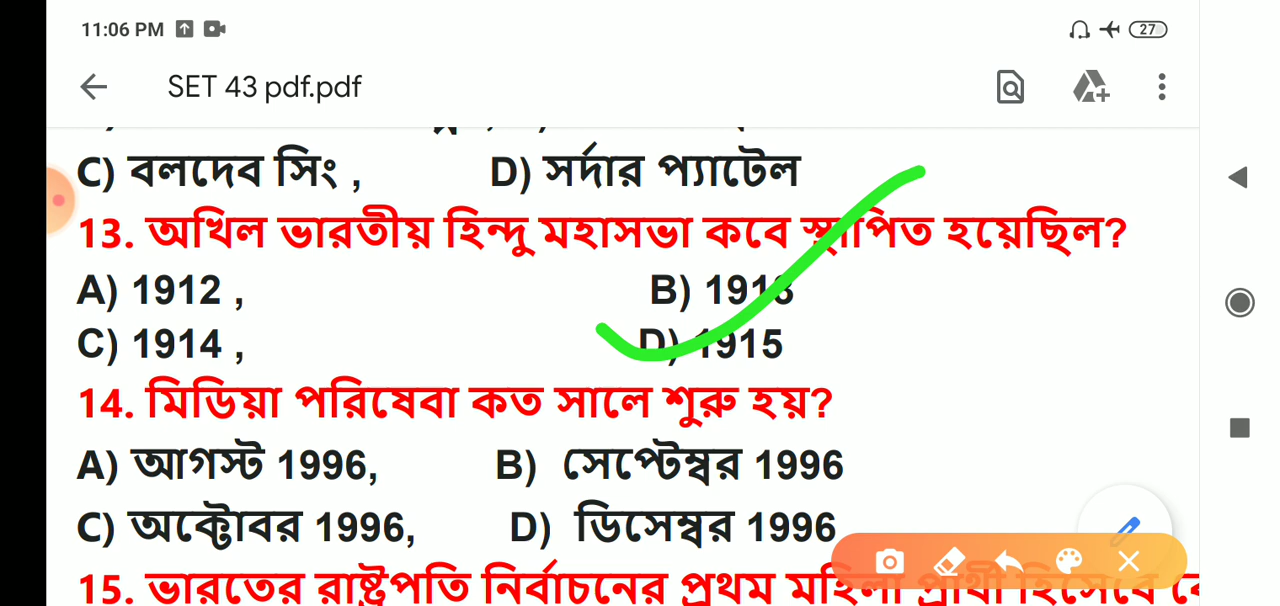 11:06 PM 27
SET 43 pdf.pdf
C) বলদেব সিং , D) সর্দার প্যাটেল
13. অখিল ভারতীয় হিন্দু মহাসভা কবে স্থাপিত হয়েছিল?
A) 1912 , B) 1913
C) 1914 , D) 1915
14. মিডিয়া পরিষেবা কত সালে শুরু হয়?
A) আগস্ট 1996, B) সেপ্টেম্বর 1996
C) অক্টোবর 1996, D) ডিসেম্বর 1996
15. ভারতের রাষ্ট্রপতি নির্বাচনের প্রথম মহিলা প্রার্থী হিসেবে